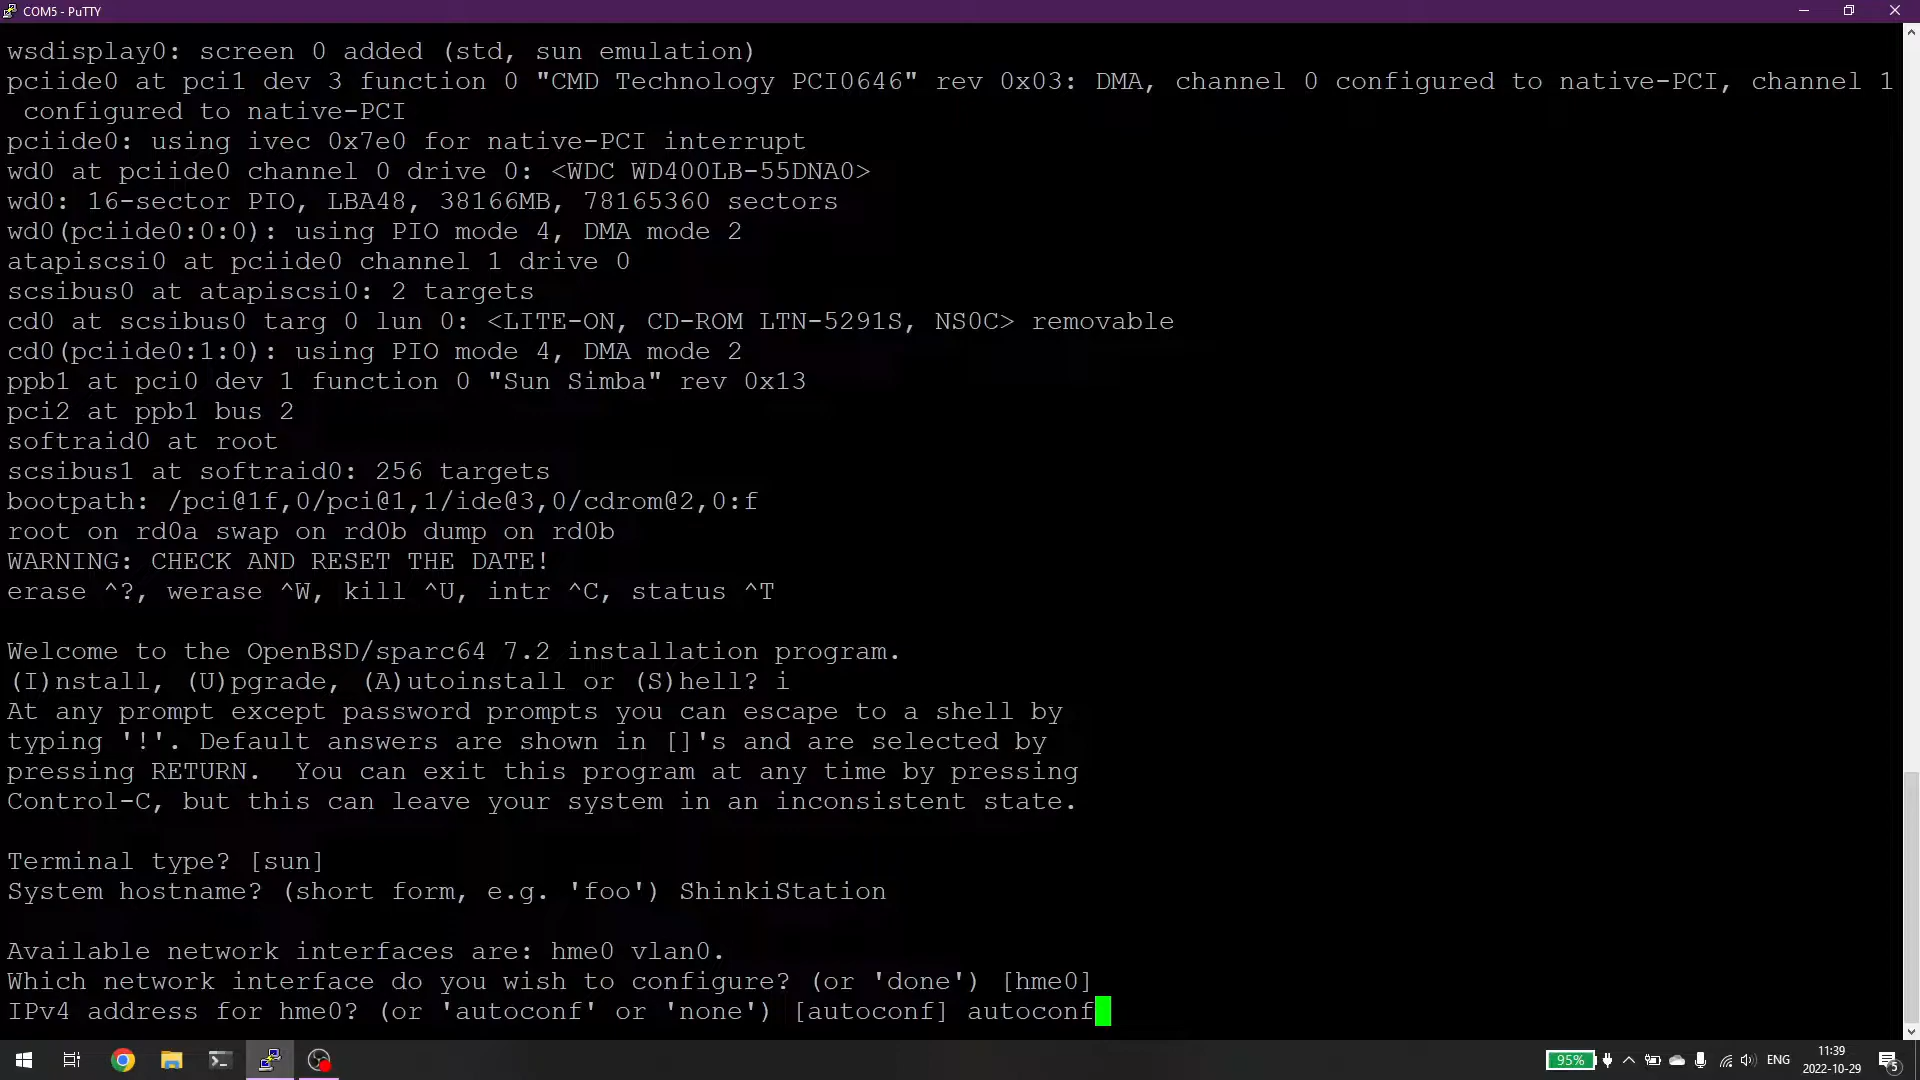 COM5 - PuTTY
wsdisplay0: screen 0 added (std, sun emulation)
pciide0 at pci1 dev 3 function 0 "CMD Technology PCI0646" rev 0x03: DMA, channel 0 configured to native-PCI, channel 1
 configured to native-PCI
pciide0: using ivec 0x7e0 for native-PCI interrupt
wd0 at pciide0 channel 0 drive 0: <WDC WD400LB-55DNA0>
wd0: 16-sector PIO, LBA48, 38166MB, 78165360 sectors
wd0(pciide0:0:0): using PIO mode 4, DMA mode 2
atapiscsi0 at pciide0 channel 1 drive 0
scsibus0 at atapiscsi0: 2 targets
cd0 at scsibus0 targ 0 lun 0: <LITE-ON, CD-ROM LTN-5291S, NS0C> removable
cd0(pciide0:1:0): using PIO mode 4, DMA mode 2
ppb1 at pci0 dev 1 function 0 "Sun Simba" rev 0x13
pci2 at ppb1 bus 2
softraid0 at root
scsibus1 at softraid0: 256 targets
bootpath: /pci@1f,0/pci@1,1/ide@3,0/cdrom@2,0:f
root on rd0a swap on rd0b dump on rd0b
WARNING: CHECK AND RESET THE DATE!
erase ^?, werase ^W, kill ^U, intr ^C, status ^T
Welcome to the OpenBSD/sparc64 7.2 installation program.
(I)nstall, (U)pgrade, (A)utoinstall or (S)hell? i
At any prompt except password prompts you can escape to a shell by
typing '!'. Default answers are shown in []'s and are selected by
pressing RETURN.  You can exit this program at any time by pressing
Control-C, but this can leave your system in an inconsistent state.
Terminal type? [sun]
System hostname? (short form, e.g. 'foo') ShinkiStation
Available network interfaces are: hme0 vlan0.
Which network interface do you wish to configure? (or 'done') [hme0]
IPv4 address for hme0? (or 'autoconf' or 'none') [autoconf] autoconf
95%
ENG
11:39
2022-10-29
5